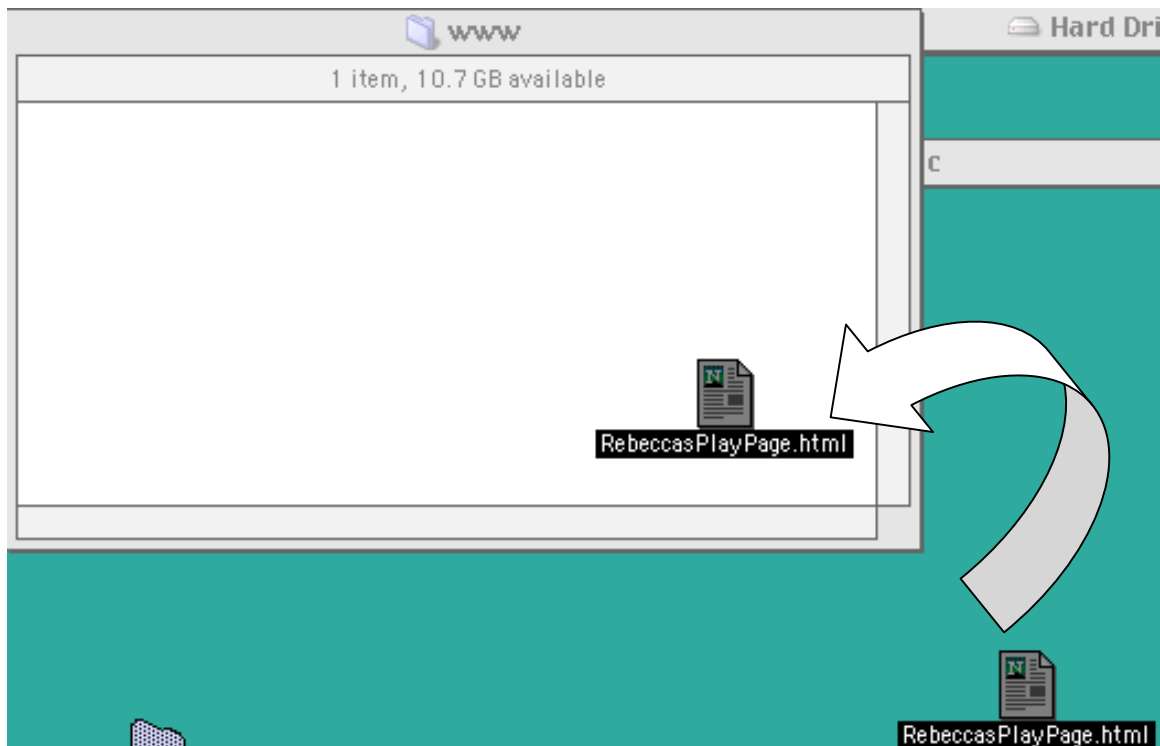 www
Hard Dri
1 item, 10.7 GB available
c
N
RebeccasPlayPage.html
N
RebeccasPlayPage.html